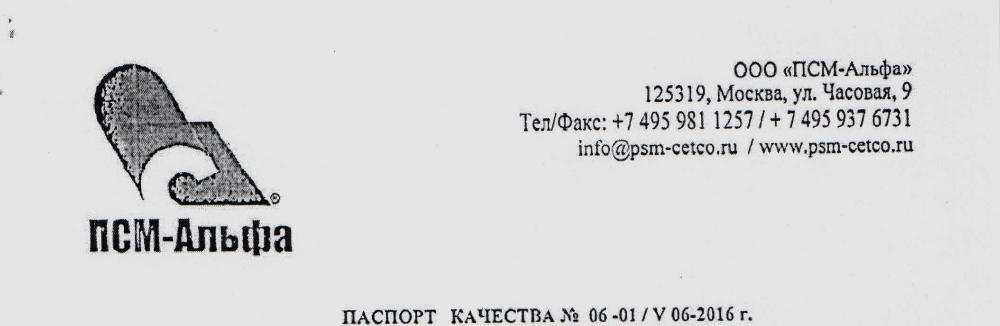 ООО «ПСМ-Альфа»
125319, Москва, ул. Часовая, 9
Тел/Факс: +7 495 981 1257 / + 7 495 937 6731
info@psm-cetco.ru / www.psm-cetco.ru
®
ПСМ-Альфа
ПАСПОРТ КАЧЕСТВА № 06 -01 / V 06-2016 г.